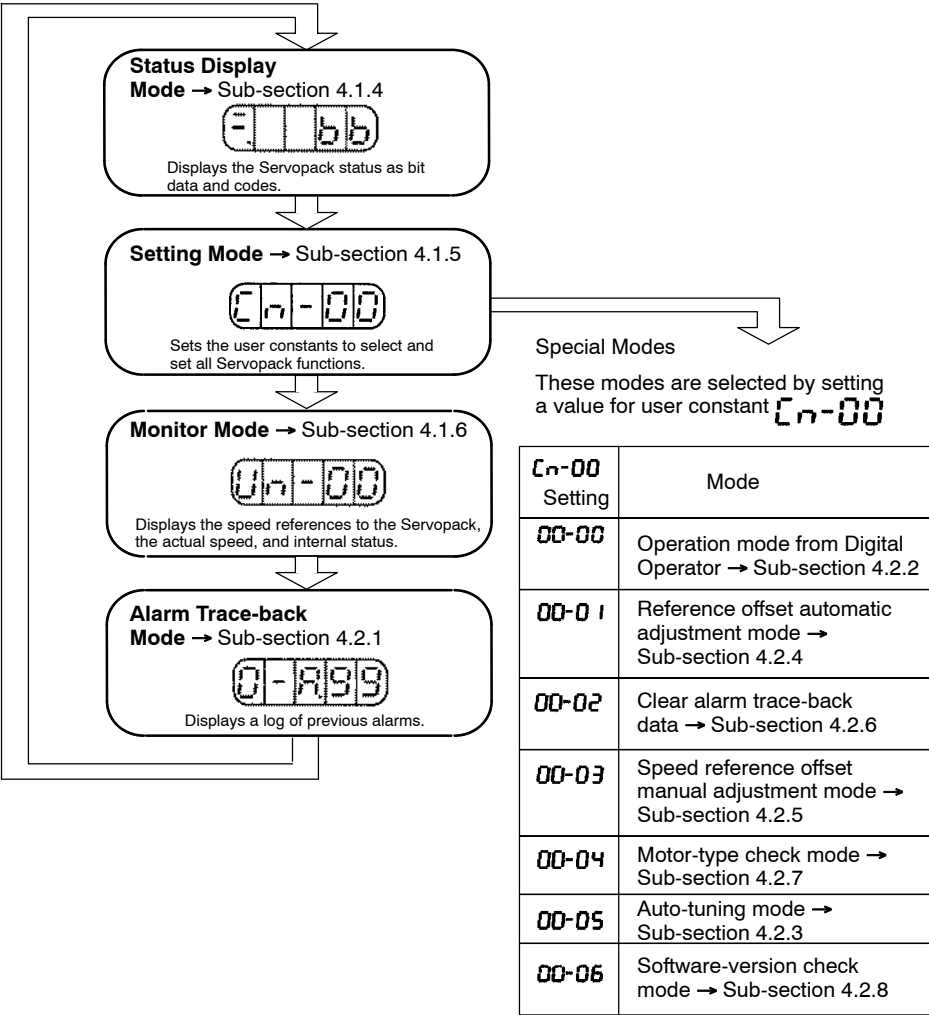 Status Display
Mode → Sub-section 4.1.4
bb
Displays the Servopack status as bit
data and codes.
Setting Mode → Sub-section 4.1.5
Cn-00
Sets the user constants to select and
set all Servopack functions.
Monitor Mode → Sub-section 4.1.6
Un-00
Displays the speed references to the Servopack,
the actual speed, and internal status.
Alarm Trace-back
Mode → Sub-section 4.2.1
0-A.99
Displays a log of previous alarms.
Special Modes
These modes are selected by setting
a value for user constant Cn-00
Cn-00
Setting
Mode
00-00
Operation mode from Digital
Operator → Sub-section 4.2.2
00-01
Reference offset automatic
adjustment mode →
Sub-section 4.2.4
00-02
Clear alarm trace-back
data → Sub-section 4.2.6
00-03
Speed reference offset
manual adjustment mode →
Sub-section 4.2.5
00-04
Motor-type check mode →
Sub-section 4.2.7
00-05
Auto-tuning mode →
Sub-section 4.2.3
00-06
Software-version check
mode → Sub-section 4.2.8